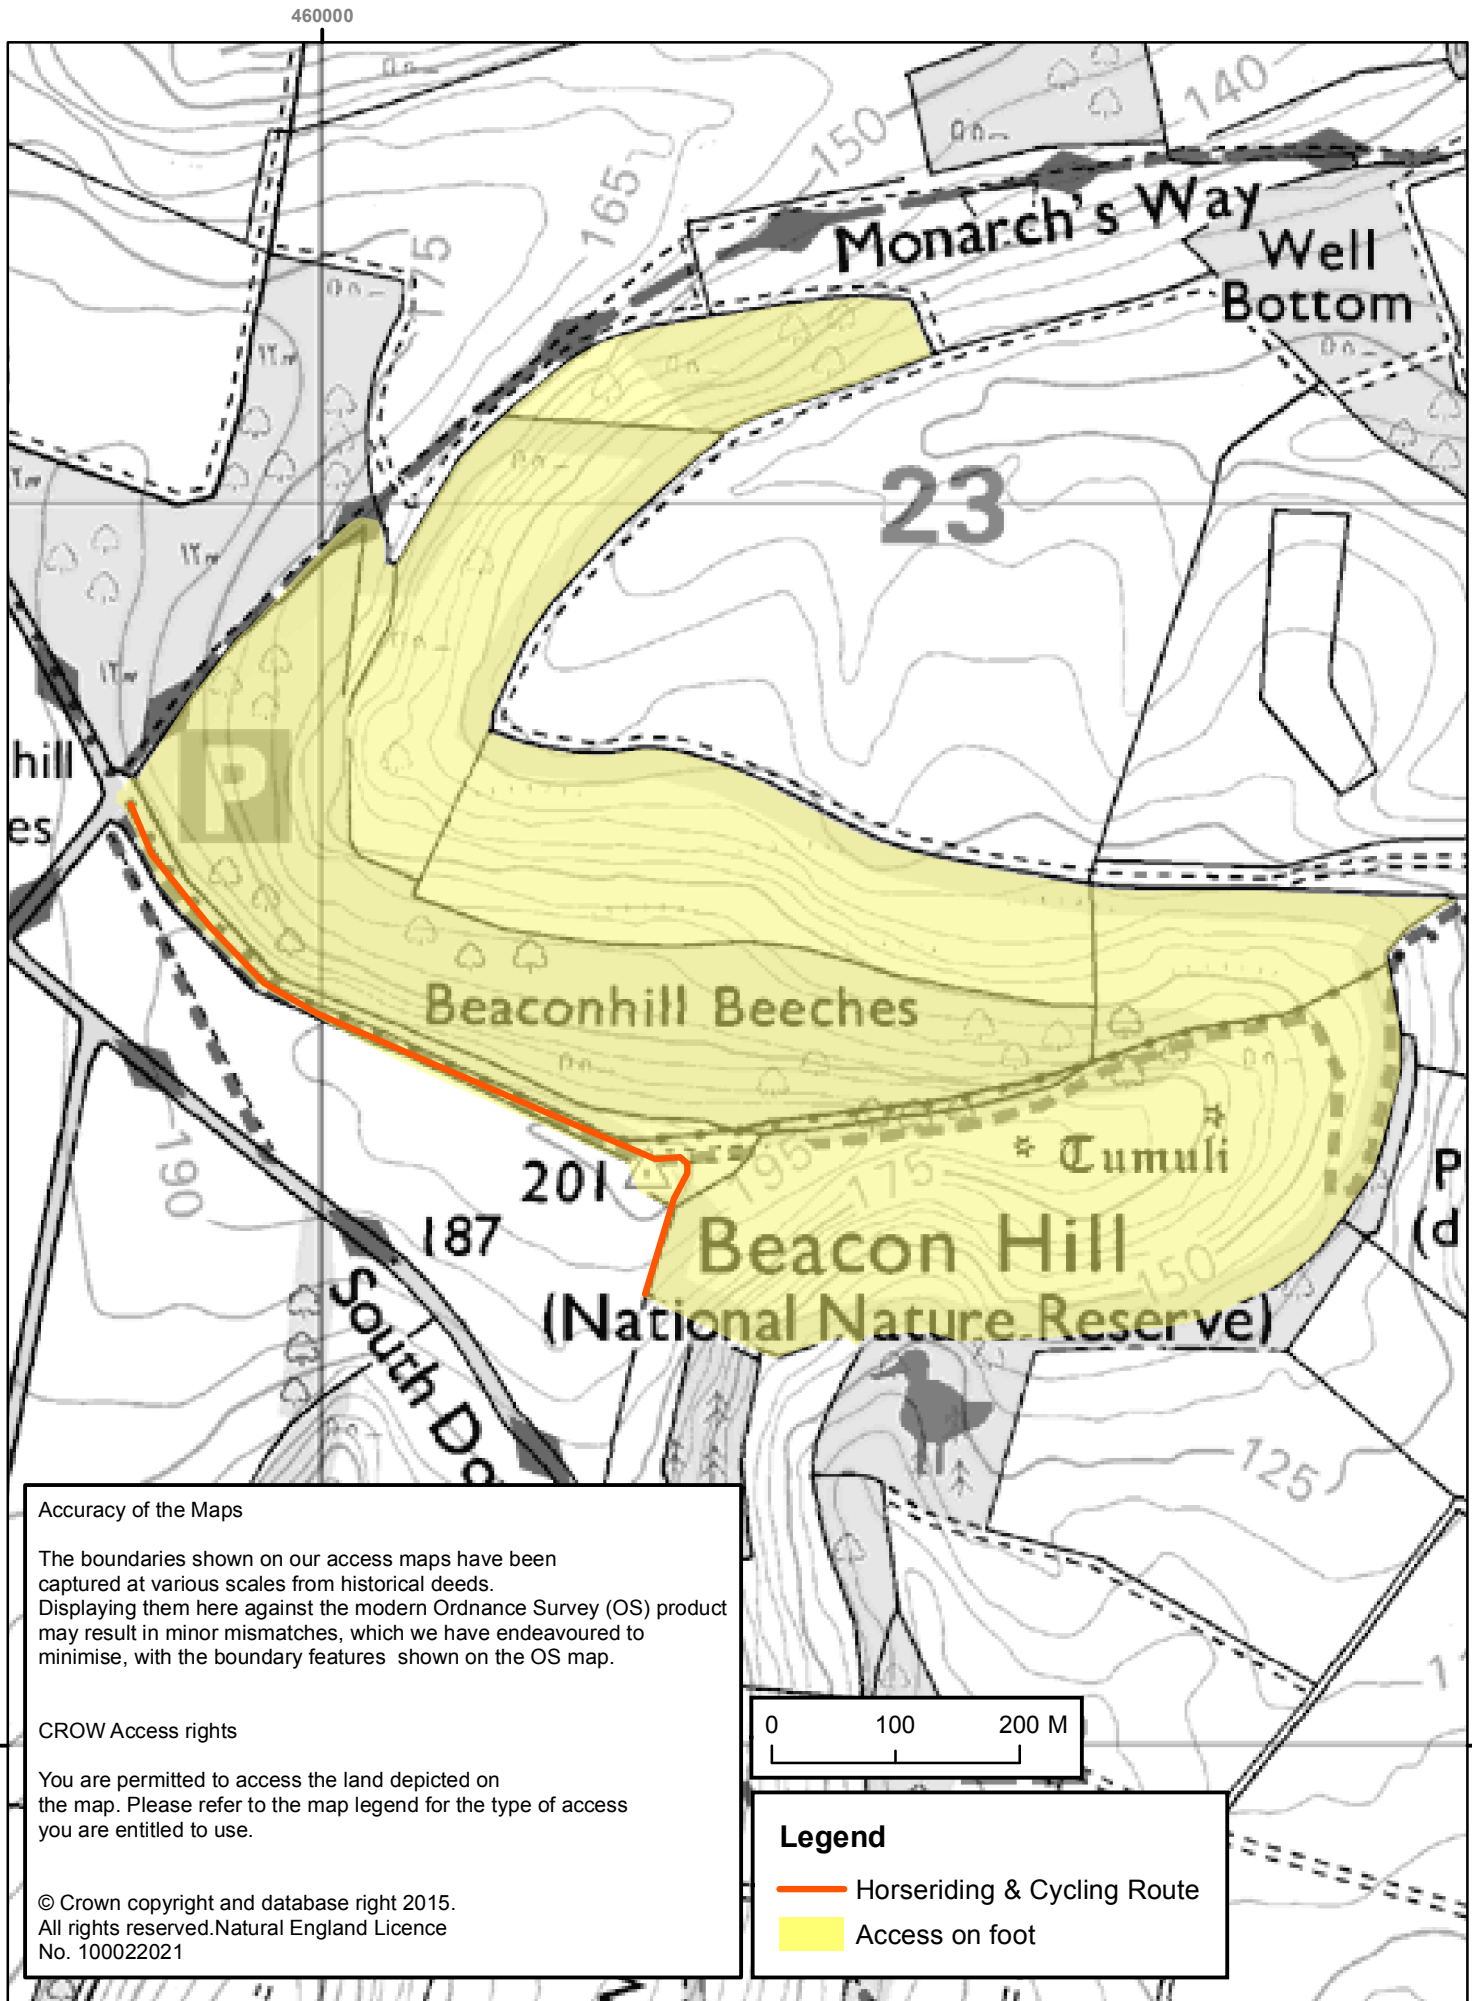 460000
140
150
165
175
Monarch's Way
Well
Bottom
23
P
hill
es
Beaconhill Beeches
190
201
195
175
Tumuli
P
(d
187
Beacon Hill
150
(National Nature Reserve)
South Do
125
1
Accuracy of the Maps
The boundaries shown on our access maps have been
captured at various scales from historical deeds.
Displaying them here against the modern Ordnance Survey (OS) product
may result in minor mismatches, which we have endeavoured to
minimise, with the boundary features shown on the OS map.
CROW Access rights
You are permitted to access the land depicted on
the map. Please refer to the map legend for the type of access
you are entitled to use.
© Crown copyright and database right 2015.
All rights reserved.Natural England Licence
No. 100022021
0 100 200 M
Legend
Horseriding & Cycling Route
Access on foot